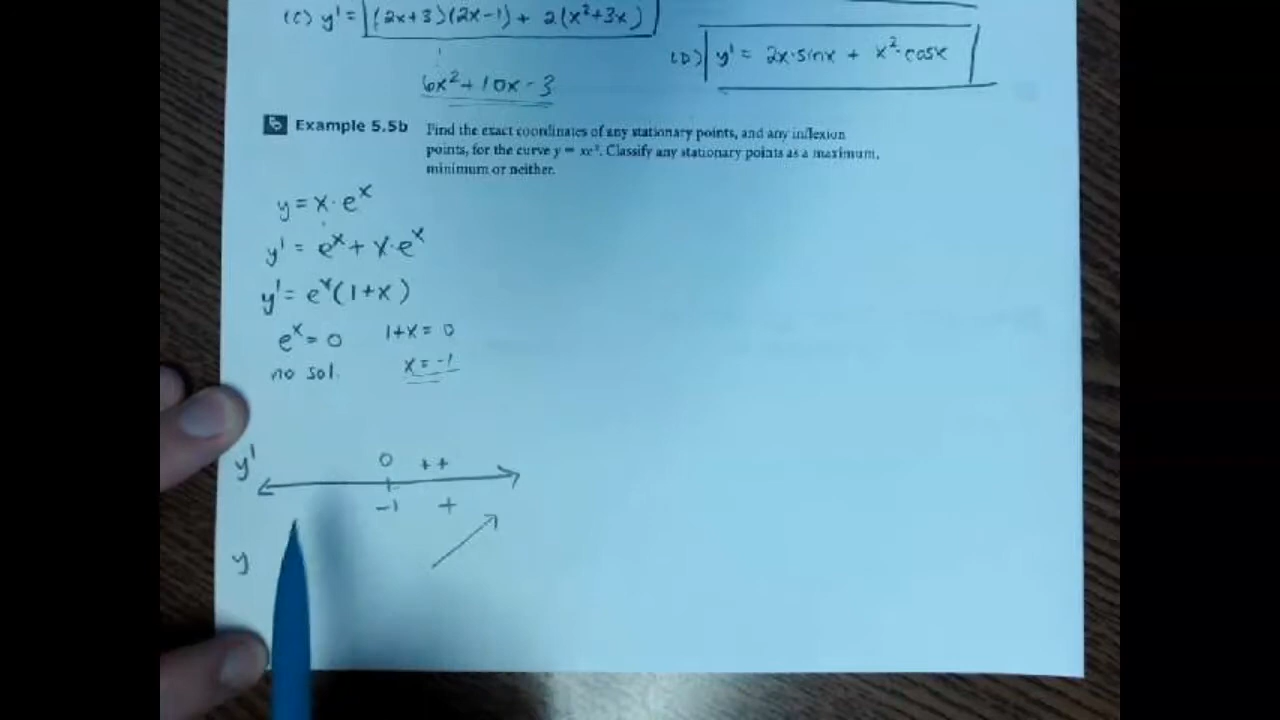 (C) y' = (2x+3)(2x-1) + 2(x²+3x)
6x² + 10x - 3
(D) y' = 2x·sinx + x²·cosx
5 Example 5.5b
Find the exact coordinates of any stationary points, and any inflexion
points, for the curve y = xeˣ. Classify any stationary points as a maximum,
minimum or neither.
y = x·eˣ
y' = eˣ + x·eˣ
y' = eˣ(1+x)
eˣ = 0 1+x = 0
no sol. x = -1
y' 0 ++
-1 +
y